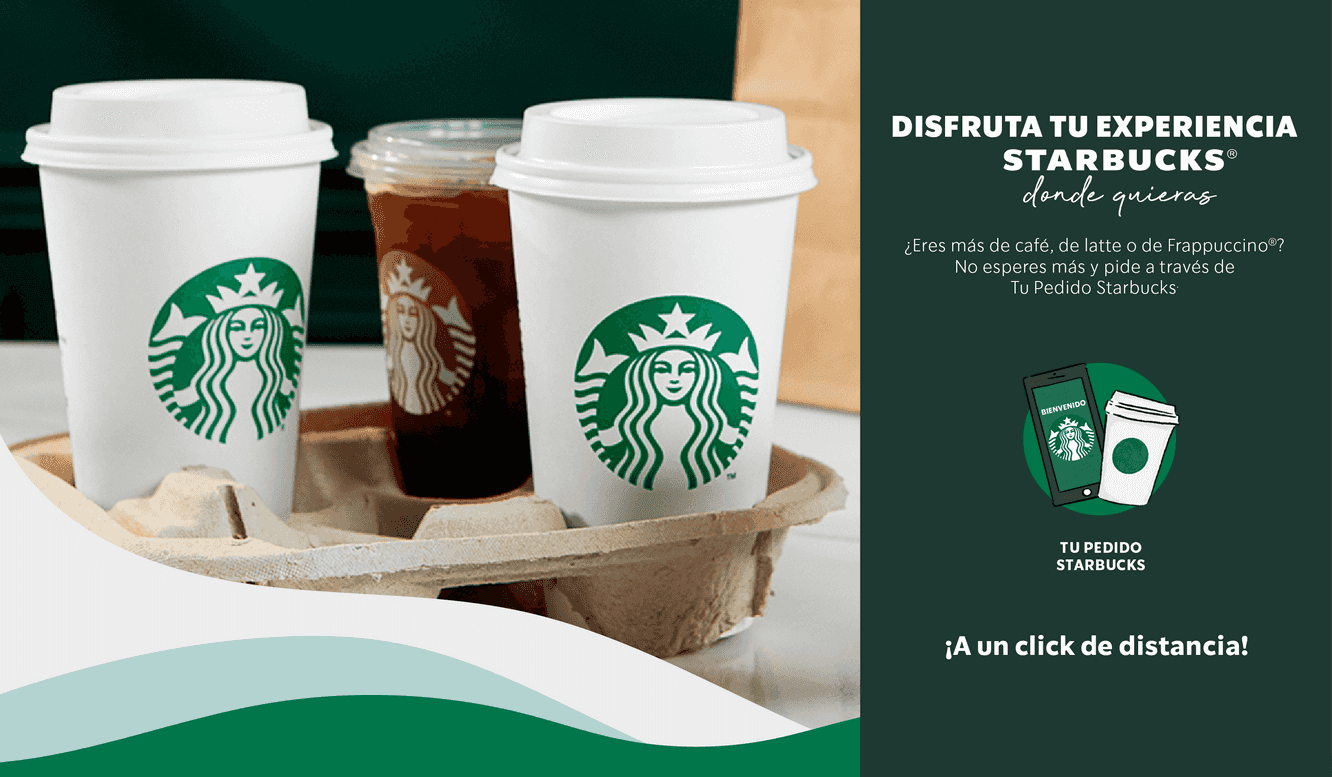 DISFRUTA TU EXPERIENCIA
STARBUCKS®
donde quieras
¿Eres más de café, de latte o de Frappuccino®?
No esperes más y pide a través de
Tu Pedido Starbucks
BIENVENIDO
TU PEDIDO
STARBUCKS
¡A un click de distancia!
TM